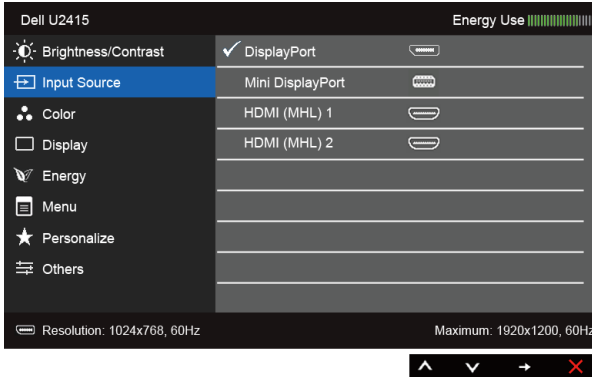 Dell U2415 Energy Use
Brightness/Contrast DisplayPort
Input Source Mini DisplayPort
Color HDMI (MHL) 1
Display HDMI (MHL) 2
Energy
Menu
Personalize
Others
Resolution: 1024x768, 60Hz Maximum: 1920x1200, 60Hz